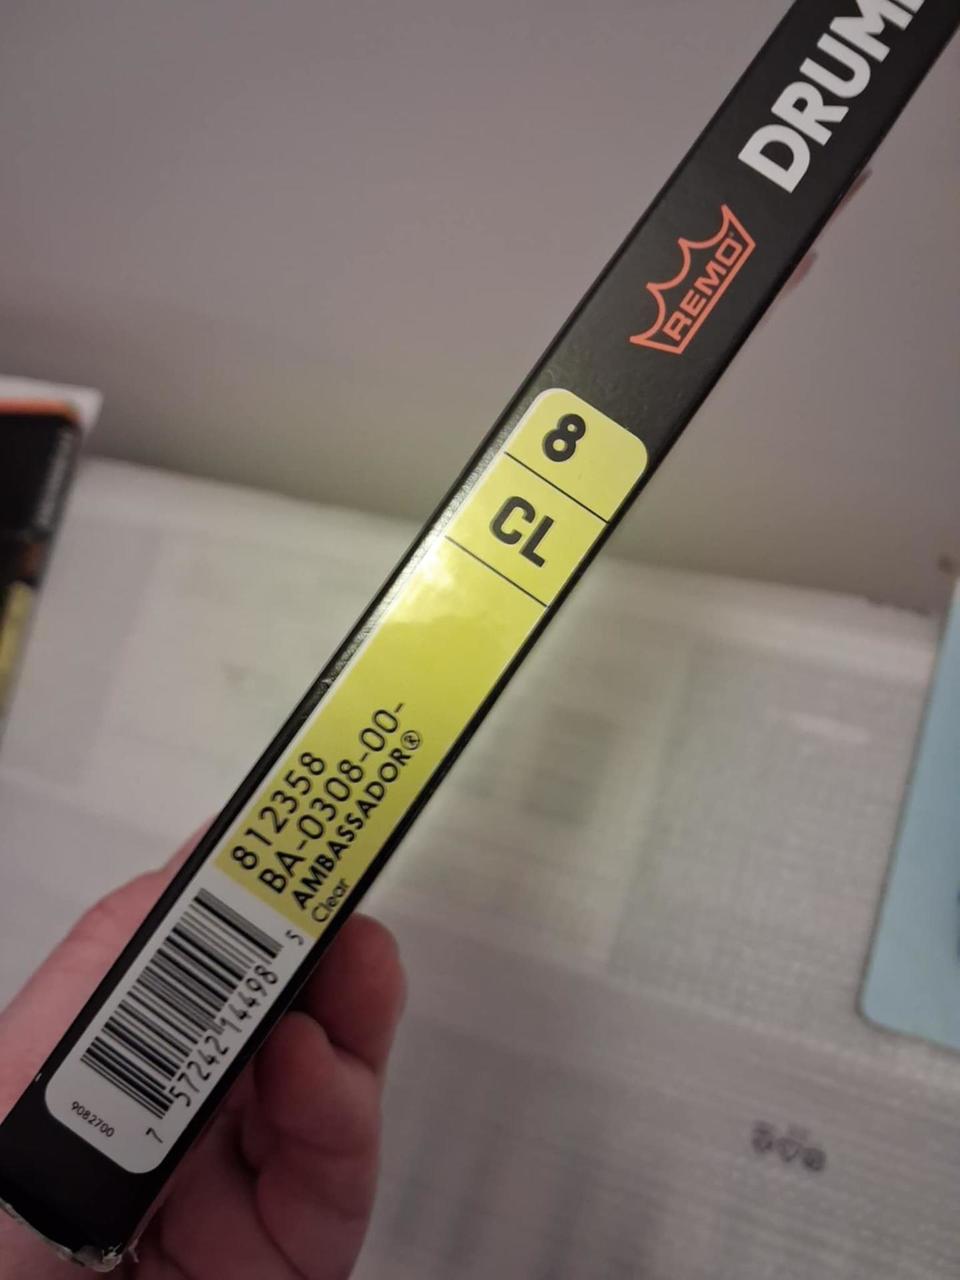 DRUM
REMO
8
CL
812358
BA-0308-00-
AMBASSADOR®
Clear
7 57242 14498 5
9082700